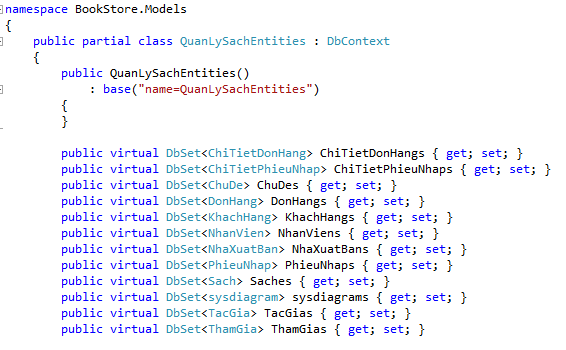 namespace BookStore.Models
{
public partial class QuanLySachEntities : DbContext
{
public QuanLySachEntities()
: base("name=QuanLySachEntities")
{
}
public virtual DbSet<ChiTietDonHang> ChiTietDonHangs { get; set; }
public virtual DbSet<ChiTietPhieuNhap> ChiTietPhieuNhaps { get; set; }
public virtual DbSet<ChuDe> ChuDes { get; set; }
public virtual DbSet<DonHang> DonHangs { get; set; }
public virtual DbSet<KhachHang> KhachHangs { get; set; }
public virtual DbSet<NhanVien> NhanViens { get; set; }
public virtual DbSet<NhaXuatBan> NhaXuatBans { get; set; }
public virtual DbSet<PhieuNhap> PhieuNhaps { get; set; }
public virtual DbSet<Sach> Saches { get; set; }
public virtual DbSet<sysdiagram> sysdiagrams { get; set; }
public virtual DbSet<TacGia> TacGias { get; set; }
public virtual DbSet<ThamGia> ThamGias { get; set; }